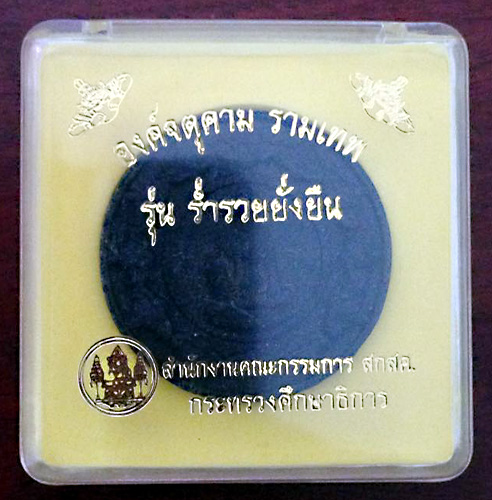 องค์จตุคาม รามเทพ
รุ่น ร่ำรวยยั่งยืน
สำนักงานคณะกรรมการ สกสค.
กระทรวงศึกษาธิการ